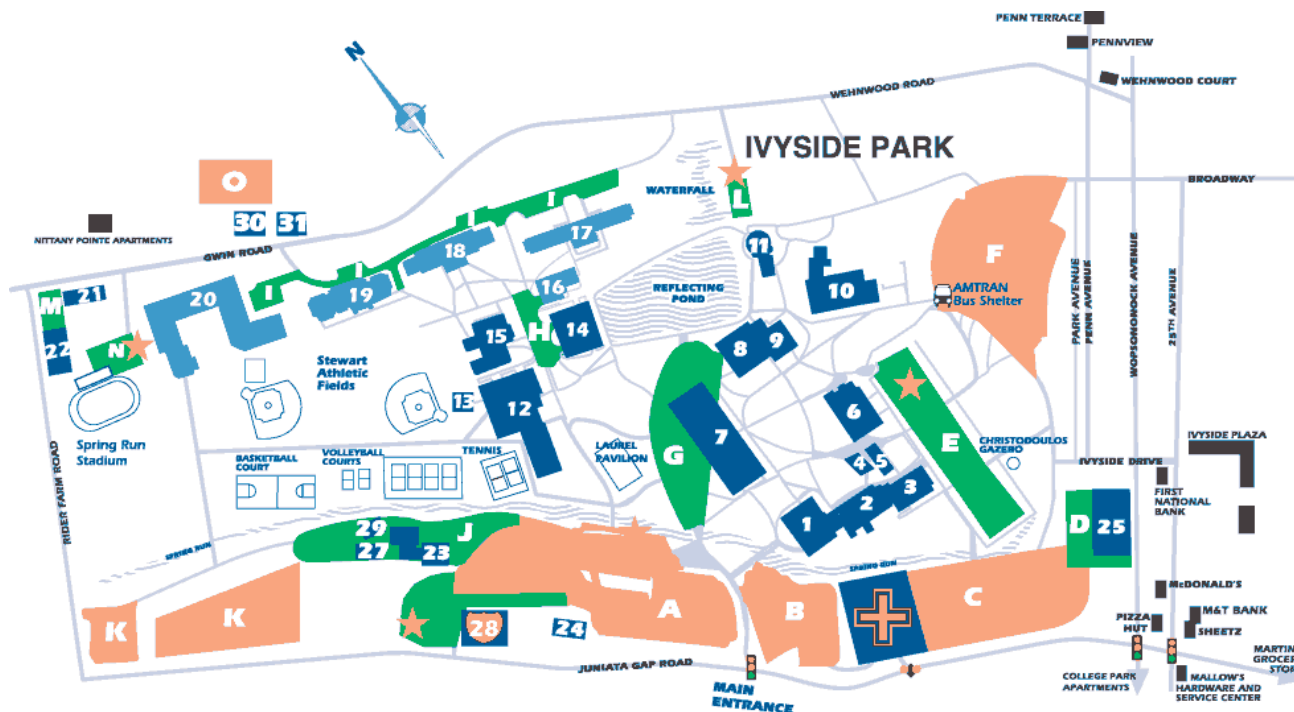 PENN TERRACE
PENNVIEW
WEHNWOOD COURT
N
WEHNWOOD ROAD
IVYSIDE PARK
O
WATERFALL
L
BROADWAY
30
31
I
I
17
F
NITTANY POINTE APARTMENTS
GWIN ROAD
18
11
I
I
19
16
REFLECTING
POND
10
AMTRAN
Bus Shelter
M
21
20
PARK AVENUE
PENN AVENUE
WOPSONONOCK AVENUE
25TH AVENUE
22
N
15
H
14
8
9
Stewart
Athletic
Fields
13
12
6
7
E
Spring Run
Stadium
BASKETBALL
COURT
VOLLEYBALL
COURTS
TENNIS
LAUREL
PAVILION
G
4
5
CHRISTODOULOS
GAZEBO
IVYSIDE PLAZA
IVYSIDE DRIVE
RIDER FARM ROAD
3
2
1
FIRST
NATIONAL
BANK
D
25
29
27
23
J
SPRING RUN
SPRING RUN
K
K
28
24
A
B
C
McDONALD'S
PIZZA
HUT
M&T BANK
SHEETZ
JUNIATA GAP ROAD
MAIN
ENTRANCE
COLLEGE PARK
APARTMENTS
MALLOW'S
HARDWARE AND
SERVICE CENTER
MARTIN
GROCER
STOR